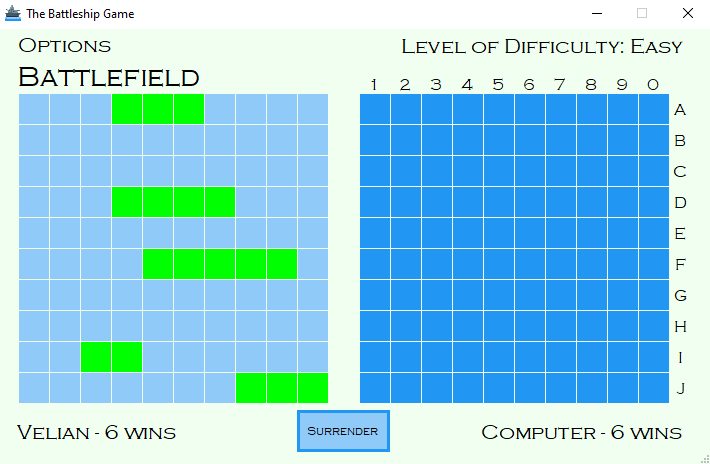 The Battleship Game
Options
Level of Difficulty: Easy
Battlefield
1 2 3 4 5 6 7 8 9 0
A
B
C
D
E
F
G
H
I
J
Velian - 6 wins
Surrender
Computer - 6 wins